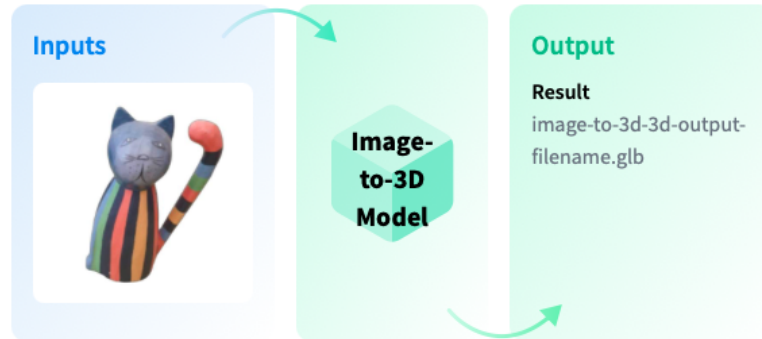 Inputs
Image-
to-3D
Model
Output
Result
image-to-3d-3d-output-
filename.glb